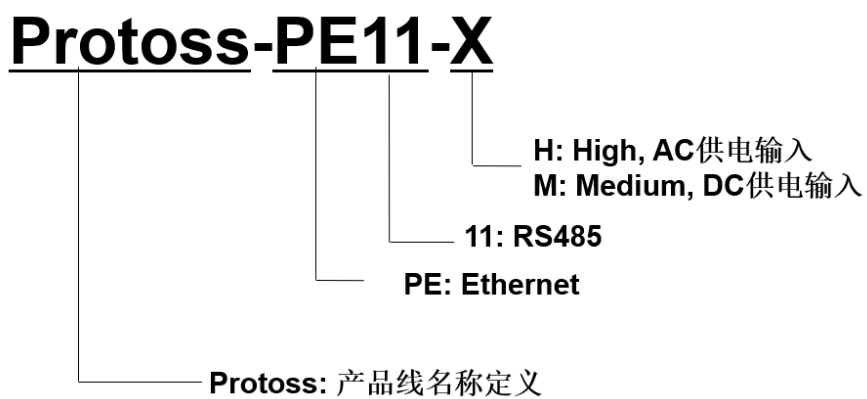 Protoss-PE11-X
H: High, AC供电输入
M: Medium, DC供电输入
11: RS485
PE: Ethernet
Protoss: 产品线名称定义